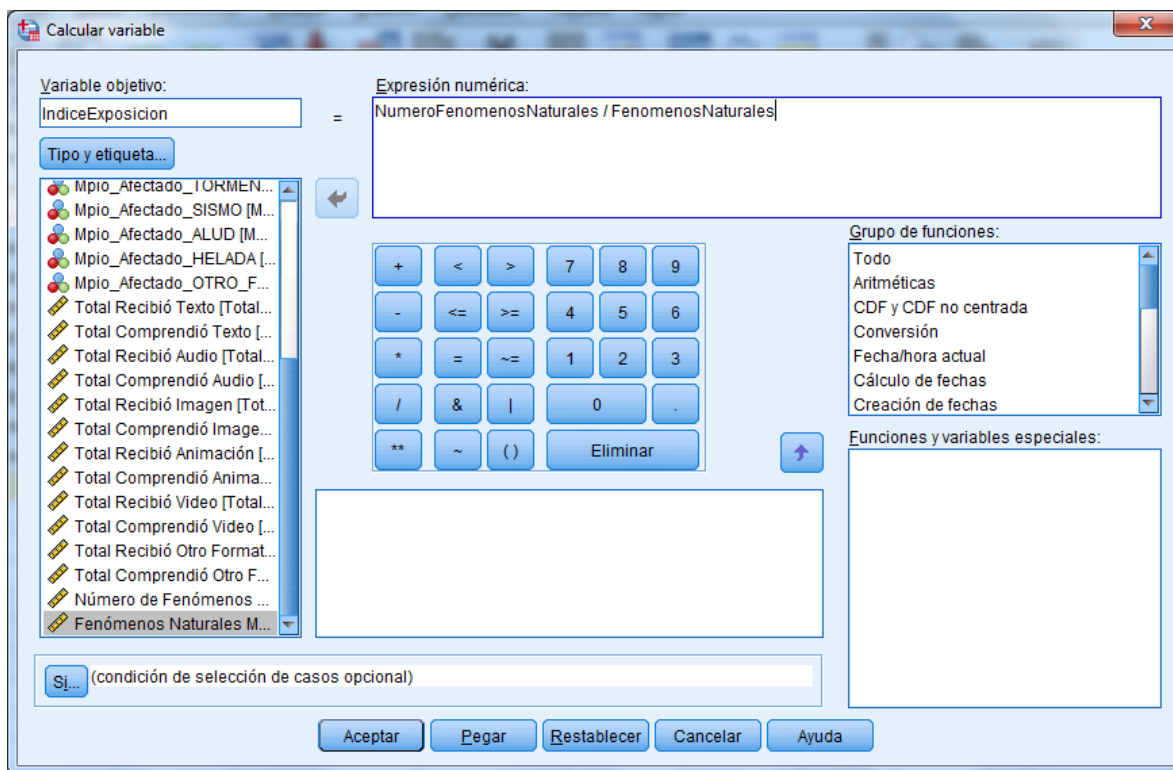 Calcular variable
Variable objetivo:
IndiceExposicion
=
Expresión numérica:
NumeroFenomenosNaturales / FenomenosNaturales
Tipo y etiqueta...
Mpio_Afectado_TORMEN...
Mpio_Afectado_SISMO [M...
Mpio_Afectado_ALUD [M...
Mpio_Afectado_HELADA [...
Mpio_Afectado_OTRO_F...
Total Recibió Texto [Total...
Total Comprendió Texto [...
Total Recibió Audio [Total...
Total Comprendió Audio [...
Total Recibió Imagen [Tot...
Total Comprendió Image...
Total Recibió Animación [...
Total Comprendió Anima...
Total Recibió Video [Total...
Total Comprendió Video [...
Total Recibió Otro Format...
Total Comprendió Otro F...
Número de Fenómenos ...
Fenómenos Naturales M...
+ < > 7 8 9
- <= >= 4 5 6
* = ~= 1 2 3
/ & | 0 .
** ~ ( ) Eliminar
Grupo de funciones:
Todo
Aritméticas
CDF y CDF no centrada
Conversión
Fecha/hora actual
Cálculo de fechas
Creación de fechas
Funciones y variables especiales:
Si... (condición de selección de casos opcional)
Aceptar Pegar Restablecer Cancelar Ayuda